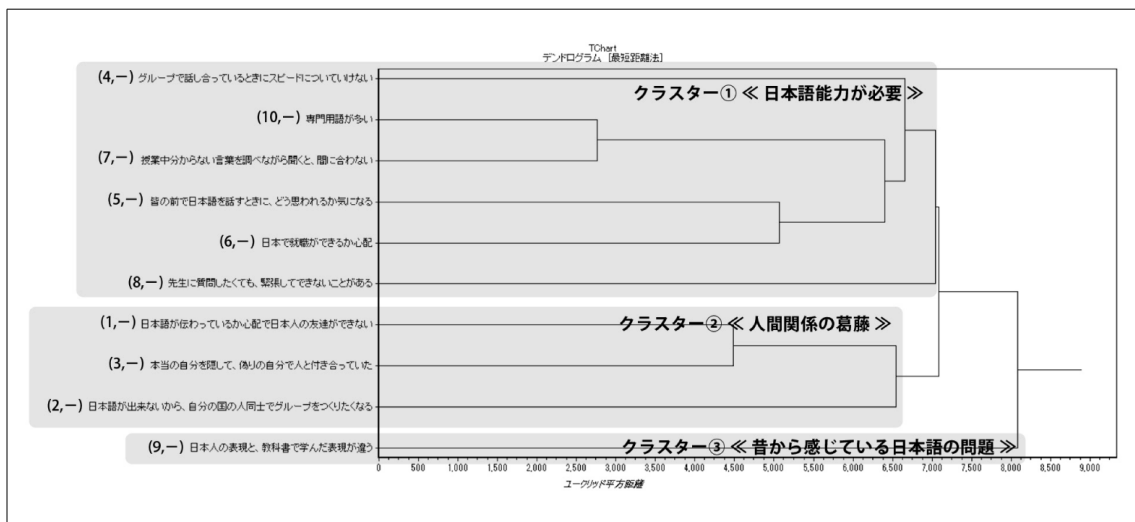 TChart
デンドログラム [最短距離法]
(4,ー) グループで話し合っているときにスピードについていけない
クラスター① ≪ 日本語能力が必要 ≫
(10,ー) 専門用語が多い
(7,ー) 授業中分からない言葉を調べながら聞くと、間に合わない
(5,ー) 皆の前で日本語を話すときに、どう思われるか気になる
(6,ー) 日本で就職ができるか心配
(8,ー) 先生に質問したくても、緊張してできないことがある
(1,ー) 日本語が伝わっているか心配で日本人の友達ができない
クラスター② ≪ 人間関係の葛藤 ≫
(3,ー) 本当の自分を隠して、偽りの自分で人と付き合っていた
(2,ー) 日本語が出来ないから、自分の国の人同士でグループをつくりたくなる
(9,ー) 日本人の表現と、教科書で学んだ表現が違う
クラスター③ ≪ 昔から感じている日本語の問題 ≫
0 500 1,000 1,500 2,000 2,500 3,000 3,500 4,000 4,500 5,000 5,500 6,000 6,500 7,000 7,500 8,000 8,500 9,000
ユークリッド平方距離